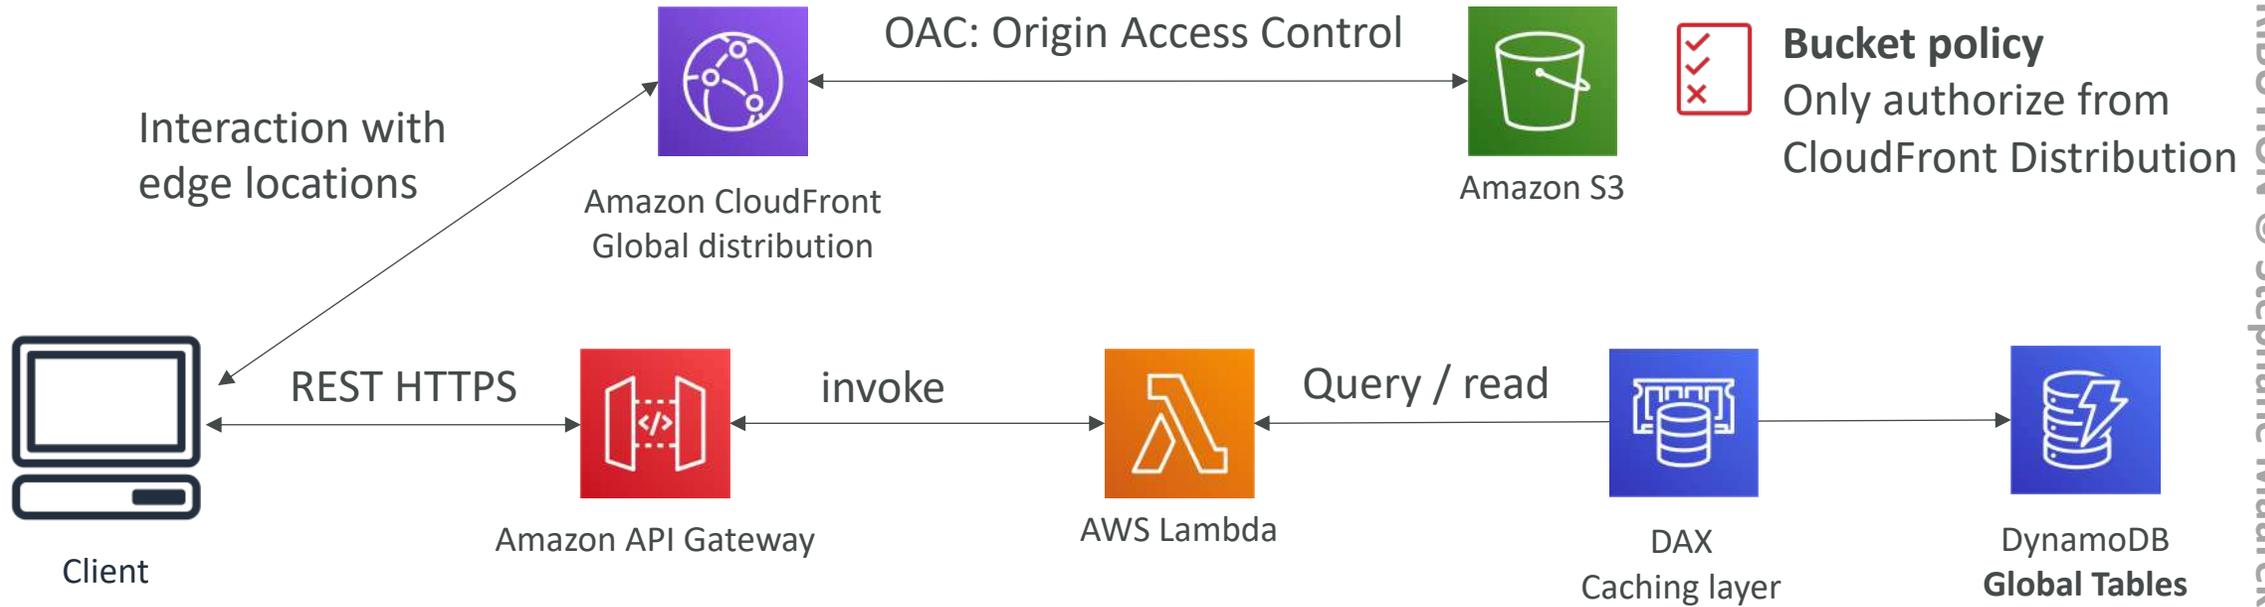 OAC: Origin Access Control
Bucket policy
Only authorize from
CloudFront Distribution
Interaction with
edge locations
Amazon CloudFront
Global distribution
Amazon S3
REST HTTPS
invoke
Query / read
</>
Client
Amazon API Gateway
AWS Lambda
DAX
Caching layer
DynamoDB
Global Tables
© Stephane Maarek